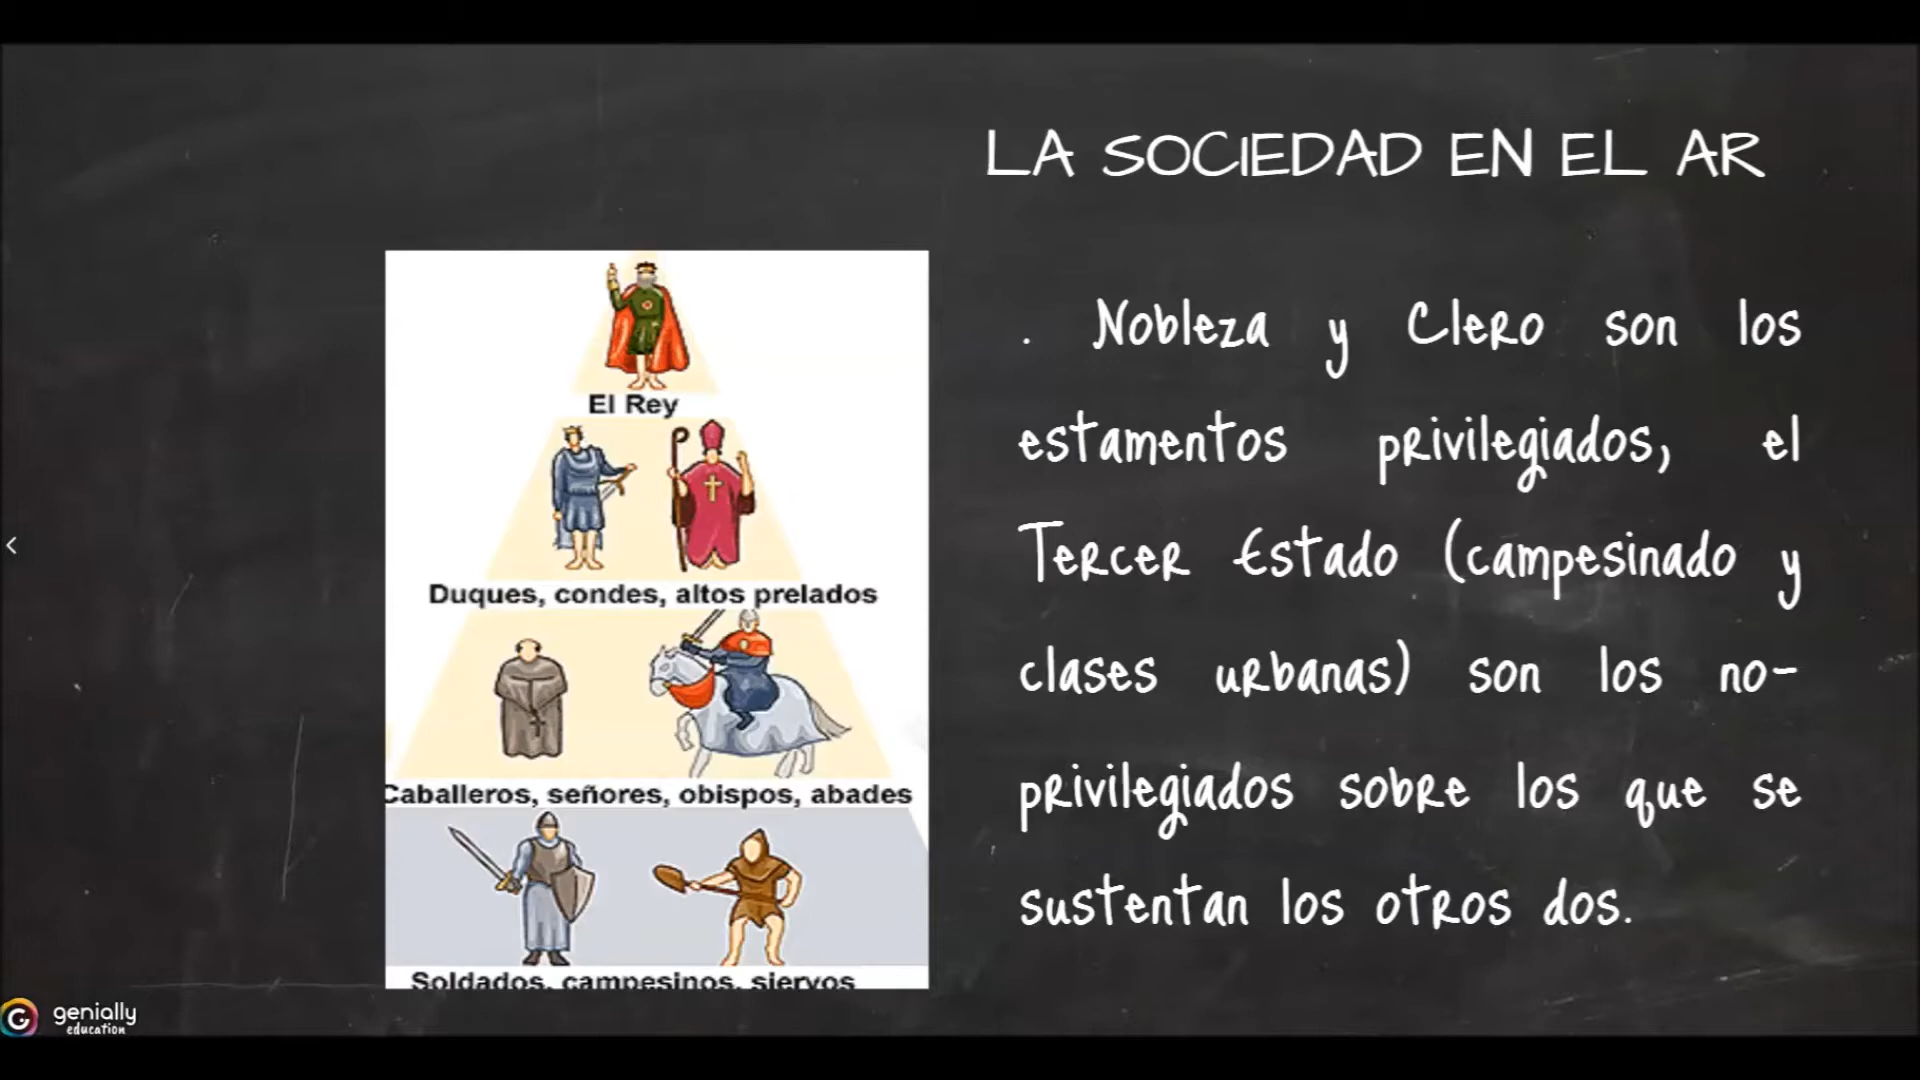 LA SOCIEDAD EN EL AR
. Nobleza y Clero son los
estamentos privilegiados, el
Tercer Estado (campesinado y
clases urbanas) son los no-
privilegiados sobre los que se
sustentan los otros dos.
El Rey
Duques, condes, altos prelados
Caballeros, señores, obispos, abades
Soldados, campesinos, siervos
genially
education